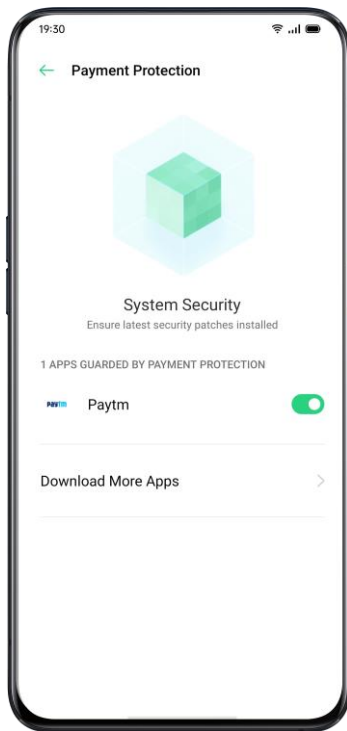 19:30
Payment Protection
System Security
Ensure latest security patches installed
1 APPS GUARDED BY PAYMENT PROTECTION
Paytm Paytm
Download More Apps